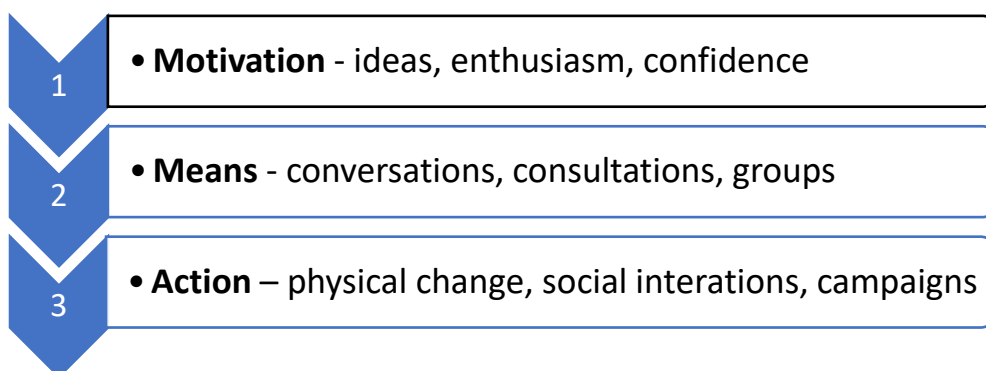 1
• Motivation - ideas, enthusiasm, confidence
2
• Means - conversations, consultations, groups
3
• Action – physical change, social interations, campaigns